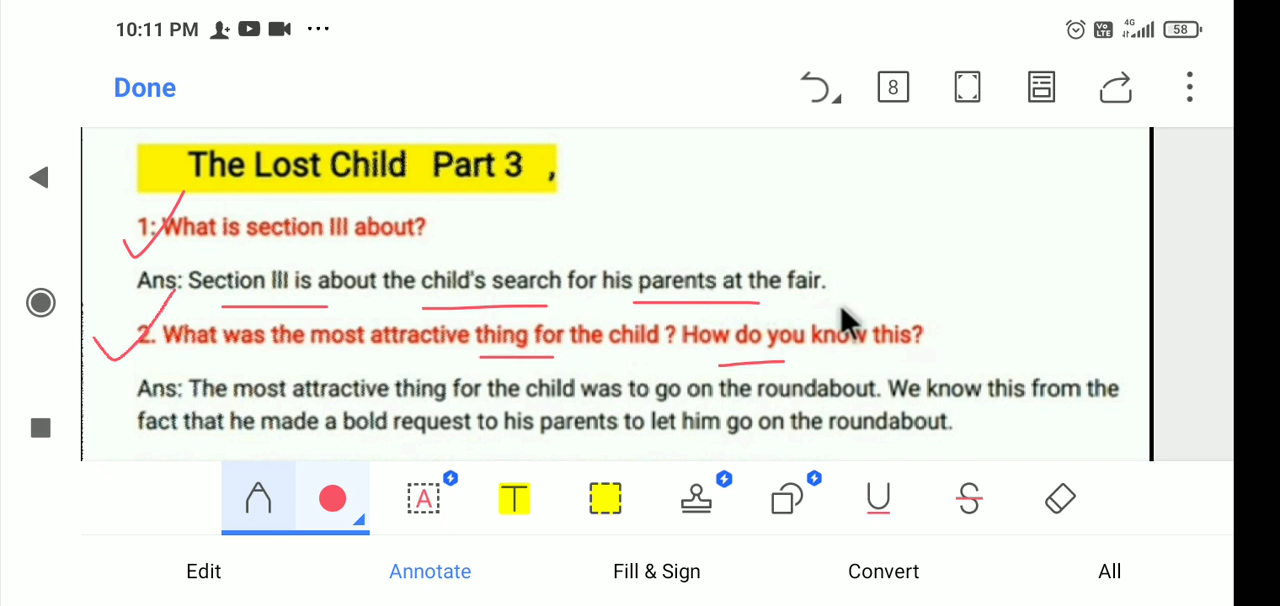 10:11 PM
Vo LTE
4G
58
Done
8
The Lost Child Part 3 ,
1: What is section III about?
Ans: Section III is about the child's search for his parents at the fair.
2. What was the most attractive thing for the child ? How do you know this?
Ans: The most attractive thing for the child was to go on the roundabout. We know this from the
fact that he made a bold request to his parents to let him go on the roundabout.
A
T
U
S
Edit
Annotate
Fill & Sign
Convert
All